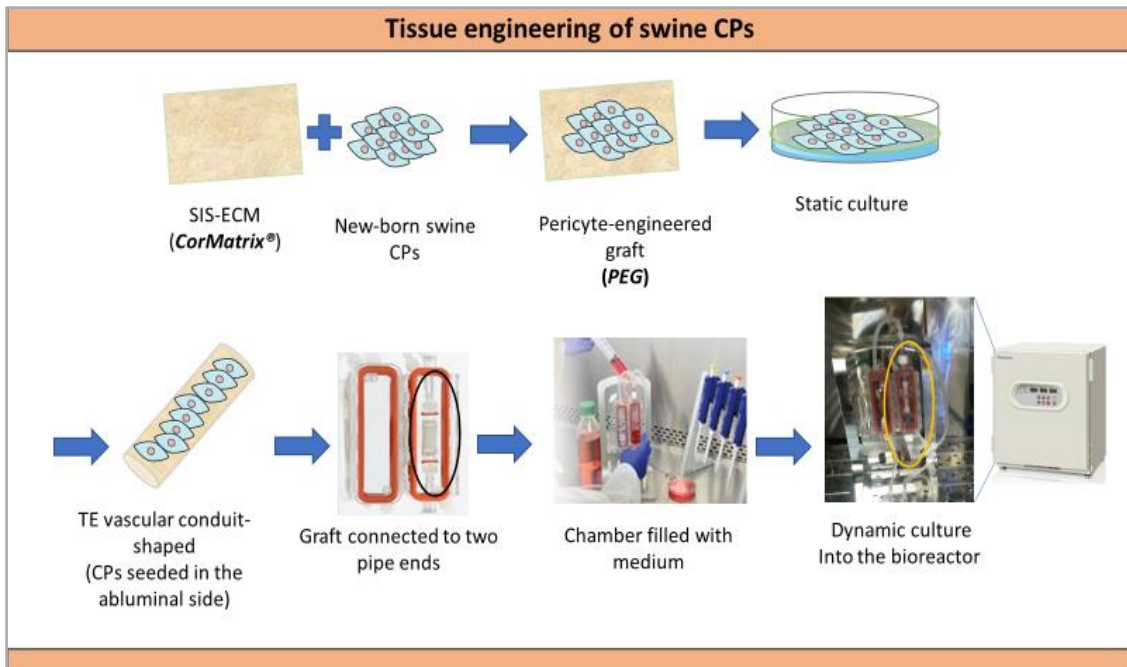 Tissue engineering of swine CPs
SIS-ECM
(CorMatrix®)
New-born swine
CPs
Pericyte-engineered
graft
(PEG)
Static culture
TE vascular conduit-
shaped
(CPs seeded in the
abluminal side)
Graft connected to two
pipe ends
Chamber filled with
medium
Dynamic culture
Into the bioreactor